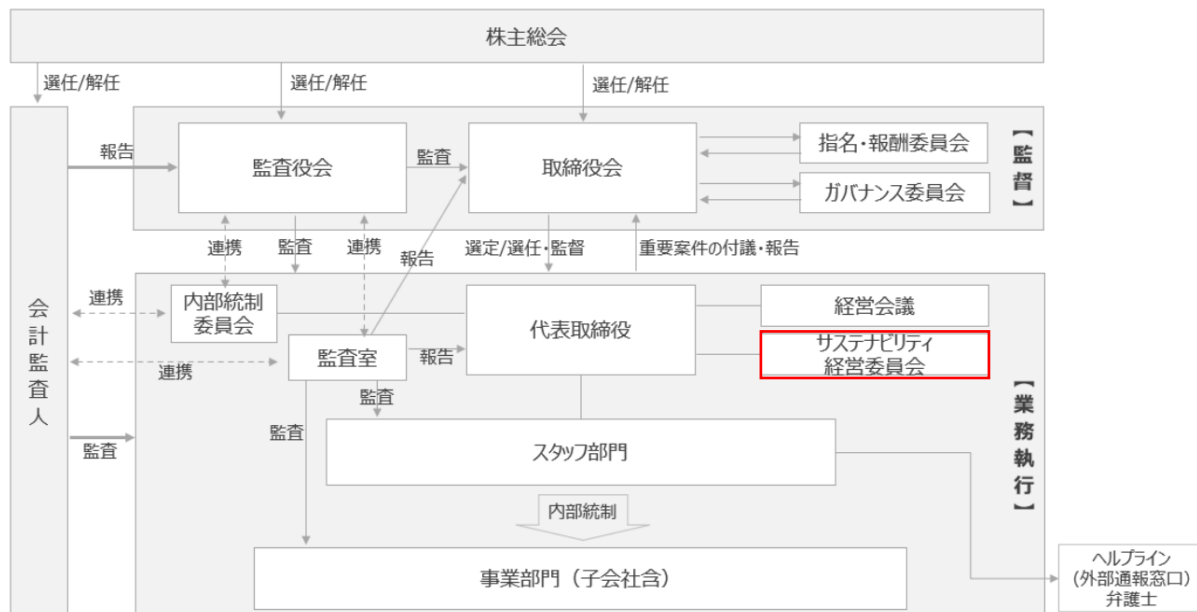 株主総会
選任/解任
選任/解任
選任/解任
報告
監査役会
監査
取締役会
指名・報酬委員会
ガバナンス委員会
【監督】
連携
監査
連携
報告
選定/選任・監督
重要案件の付議・報告
会計監査人
連携
内部統制
委員会
代表取締役
経営会議
サステナビリティ
経営委員会
連携
監査室
報告
監査
監査
監査
スタッフ部門
【業務執行】
内部統制
事業部門（子会社含）
ヘルプライン
(外部通報窓口)
弁護士